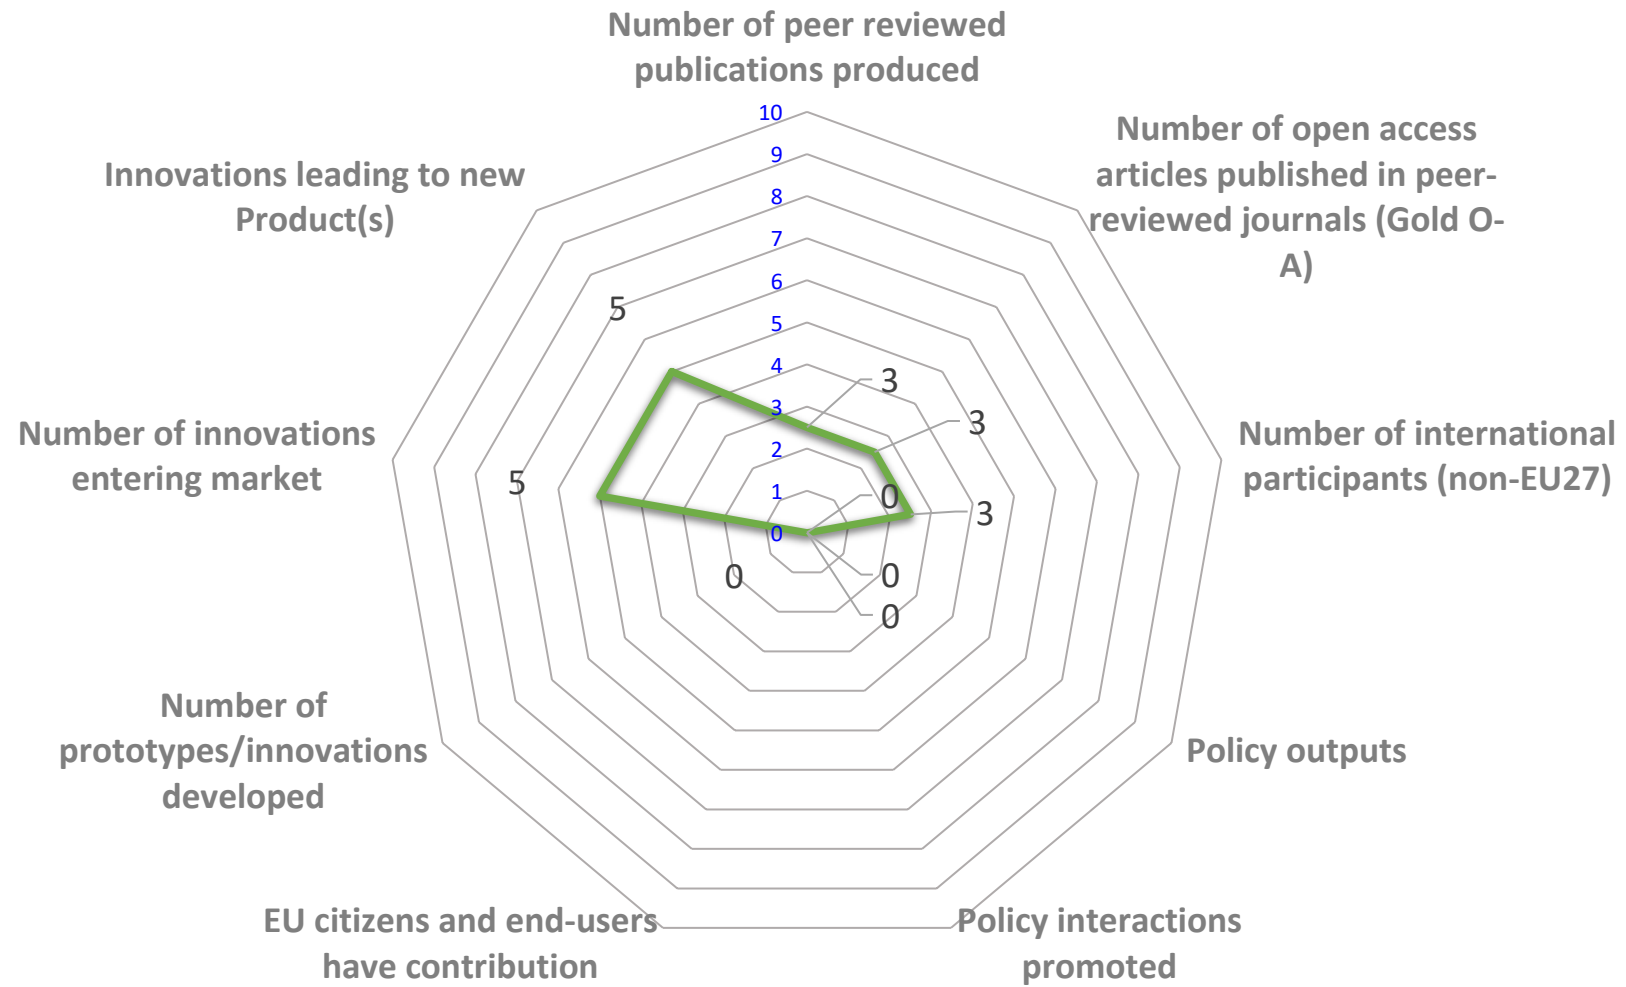 Number of peer reviewed
publications produced
Number of open access
articles published in peer-
reviewed journals (Gold O-
A)
Number of international
participants (non-EU27)
Policy outputs
Policy interactions
promoted
EU citizens and end-users
have contribution
Number of
prototypes/innovations
developed
Number of innovations
entering market
Innovations leading to new
Product(s)
10
9
8
7
6
5
4
3
2
1
0
3
3
3
0
0
0
0
5
5